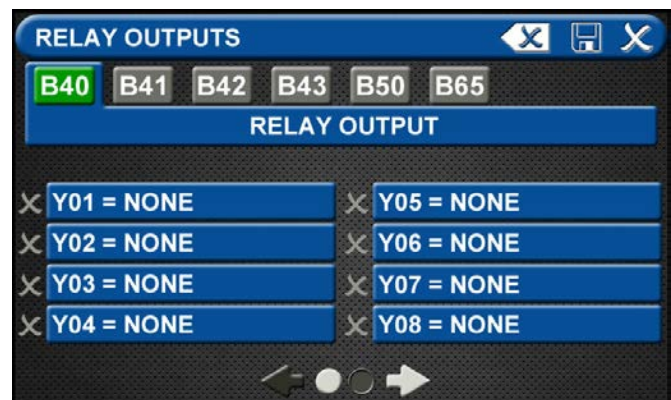 RELAY OUTPUTS
B40 B41 B42 B43 B50 B65
RELAY OUTPUT
Y01 = NONE
Y02 = NONE
Y03 = NONE
Y04 = NONE
Y05 = NONE
Y06 = NONE
Y07 = NONE
Y08 = NONE